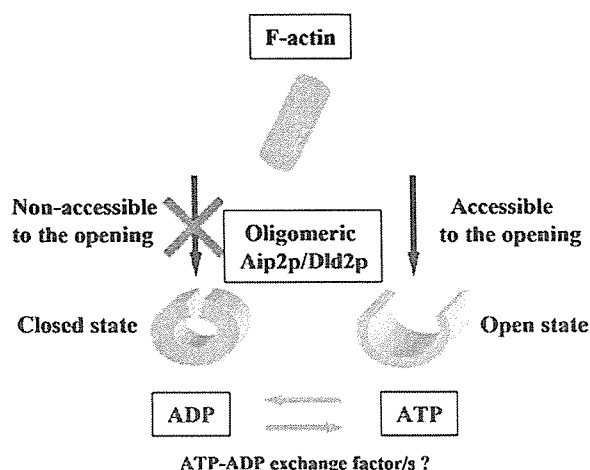 F-actin
Non-accessible
to the opening
Accessible
to the opening
Oligomeric
Aip2p/Dld2p
Closed state
Open state
ADP
ATP
ATP-ADP exchange factor/s ?